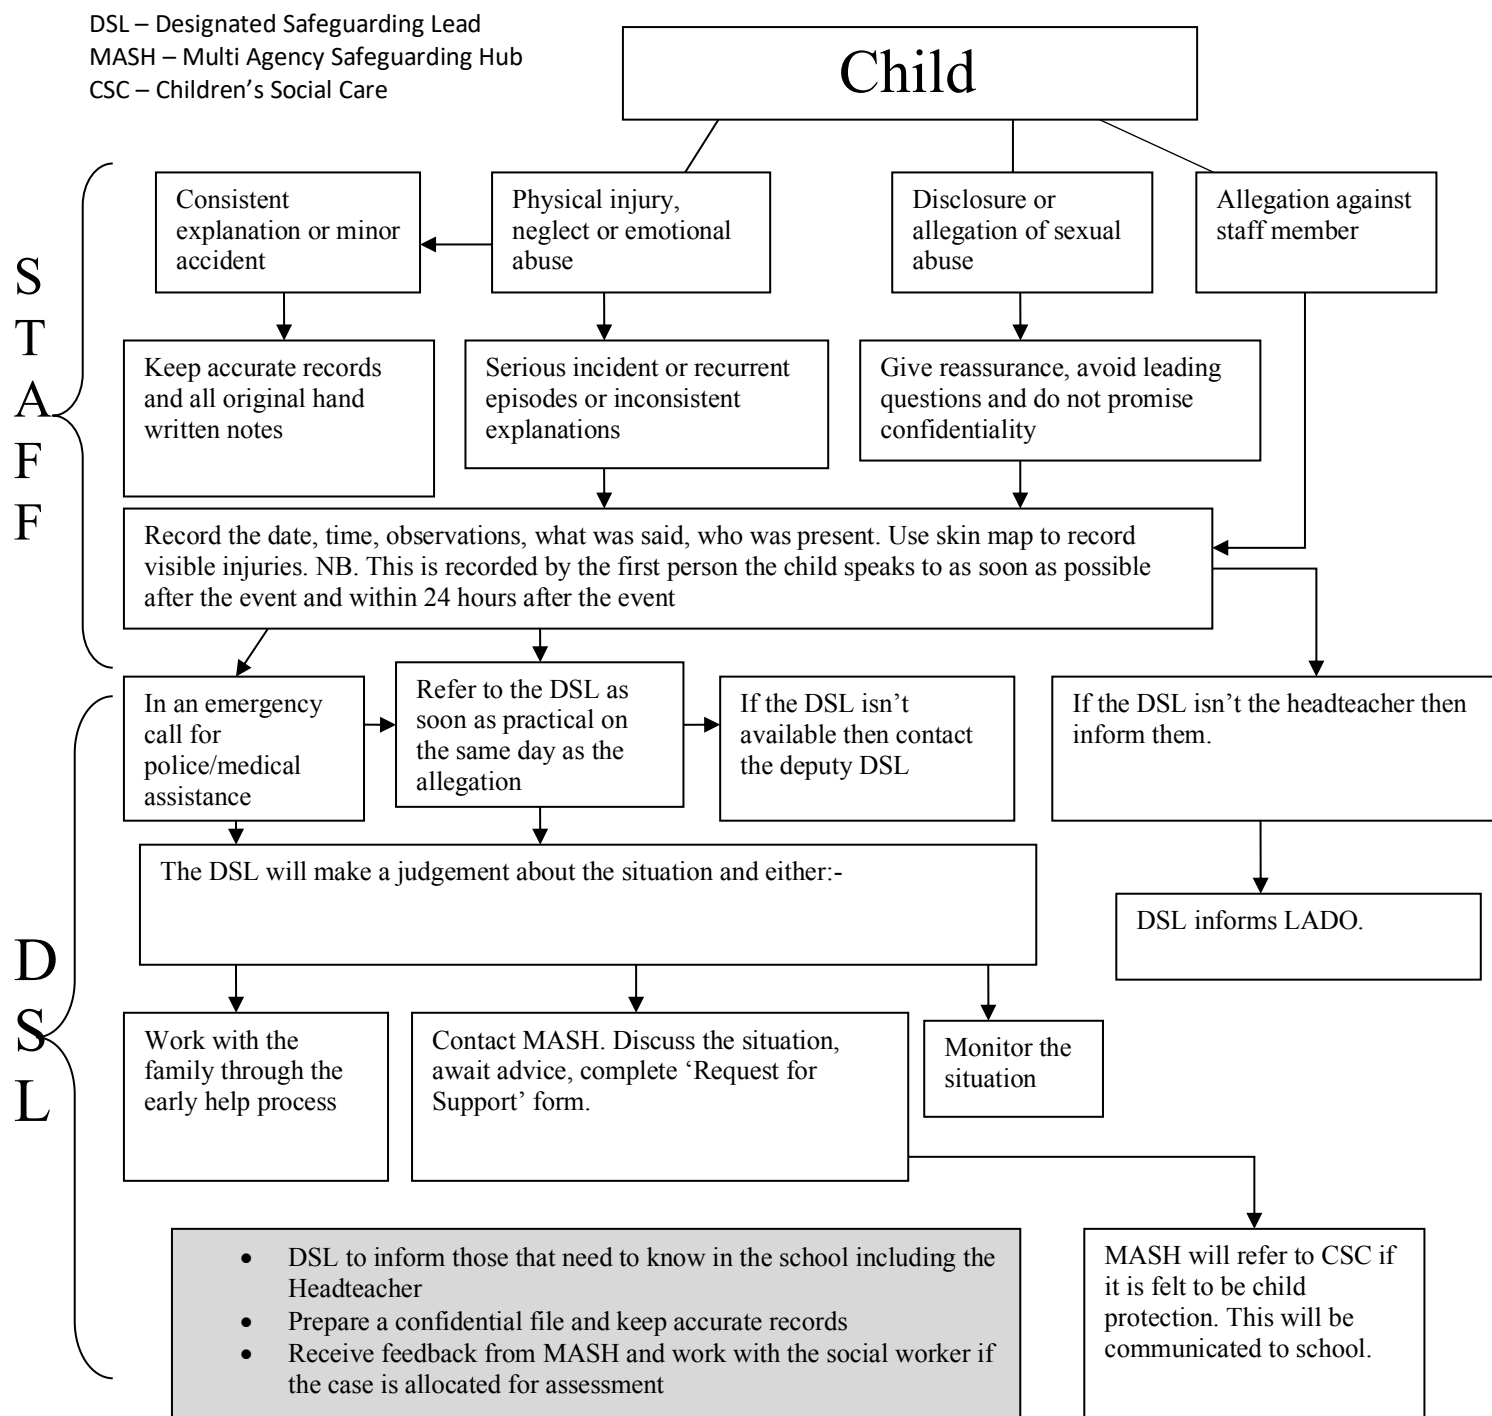 DSL – Designated Safeguarding Lead
MASH – Multi Agency Safeguarding Hub
CSC – Children's Social Care
Child
S
T
A
F
F
Consistent
explanation or minor
accident
Physical injury,
neglect or emotional
abuse
Disclosure or
allegation of sexual
abuse
Allegation against
staff member
Keep accurate records
and all original hand
written notes
Serious incident or recurrent
episodes or inconsistent
explanations
Give reassurance, avoid leading
questions and do not promise
confidentiality
Record the date, time, observations, what was said, who was present. Use skin map to record
visible injuries. NB. This is recorded by the first person the child speaks to as soon as possible
after the event and within 24 hours after the event
D
S
L
In an emergency
call for
police/medical
assistance
Refer to the DSL as
soon as practical on
the same day as the
allegation
If the DSL isn't
available then contact
the deputy DSL
If the DSL isn't the headteacher then
inform them.
The DSL will make a judgement about the situation and either:-
DSL informs LADO.
Work with the
family through the
early help process
Contact MASH. Discuss the situation,
await advice, complete 'Request for
Support' form.
Monitor the
situation
• DSL to inform those that need to know in the school including the
Headteacher
• Prepare a confidential file and keep accurate records
• Receive feedback from MASH and work with the social worker if
the case is allocated for assessment
MASH will refer to CSC if
it is felt to be child
protection. This will be
communicated to school.